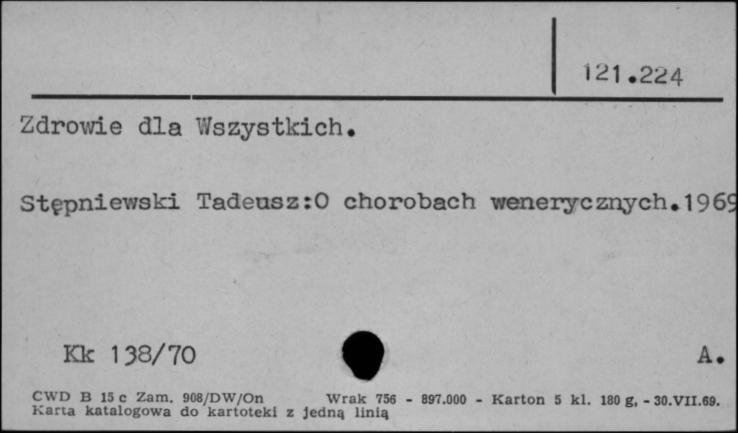 121.224
Zdrowie dla Wszystkich.
Stępniewski Tadeusz:O chorobach wenerycznych.1969
Kk 138/70 A.
CWD B 15 c Zam. 908/DW/On Wrak 756 - 897.000 - Karton 5 kl. 180 g, - 30.VII.69.
Karta katalogowa do kartoteki z jedną linią